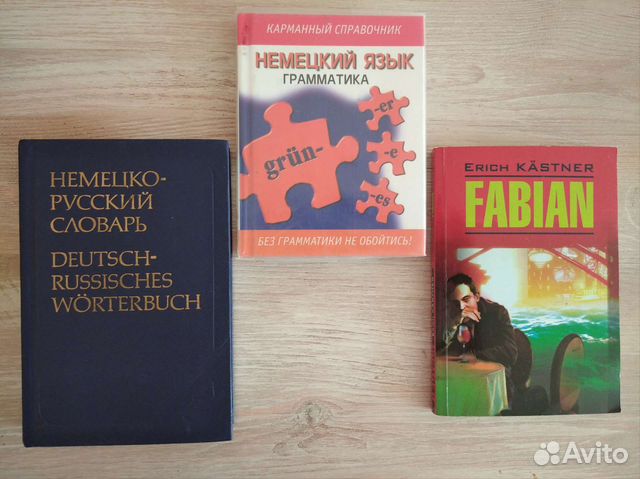 НЕМЕЦКО-
РУССКИЙ
СЛОВАРЬ
DEUTSCH-
RUSSISCHES
WÖRTERBUCH
КАРМАННЫЙ СПРАВОЧНИК
НЕМЕЦКИЙ ЯЗЫК
ГРАММАТИКА
grün-
-er
-e
-es
БЕЗ ГРАММАТИКИ НЕ ОБОЙТИСЬ!
ERICH KÄSTNER
FABIAN
Avito